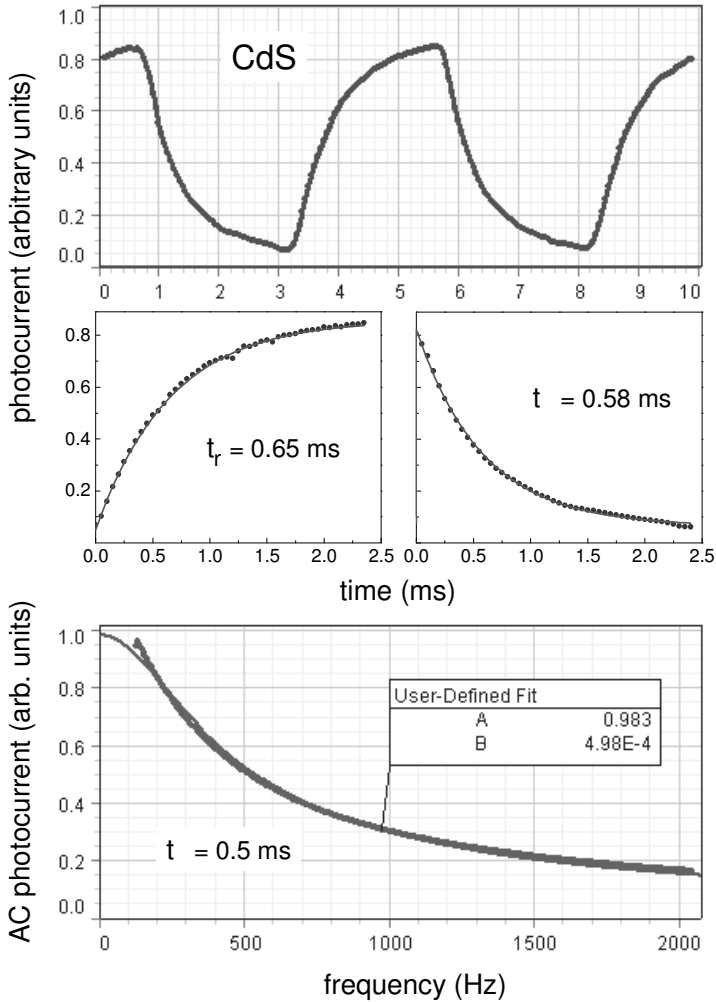 photocurrent (arbitrary units)
1.0
0.8
0.6
0.4
0.2
0.0
CdS
0 1 2 3 4 5 6 7 8 9 10
0.8
0.6
0.4
0.2
tr = 0.65 ms
0.0 0.5 1.0 1.5 2.0 2.5
t = 0.58 ms
0.0 0.5 1.0 1.5 2.0 2.5
time (ms)
AC photocurrent (arb. units)
1.0
0.8
0.6
0.4
0.2
0.0
User-Defined Fit
A 0.983
B 4.98E-4
t = 0.5 ms
0 500 1000 1500 2000
frequency (Hz)